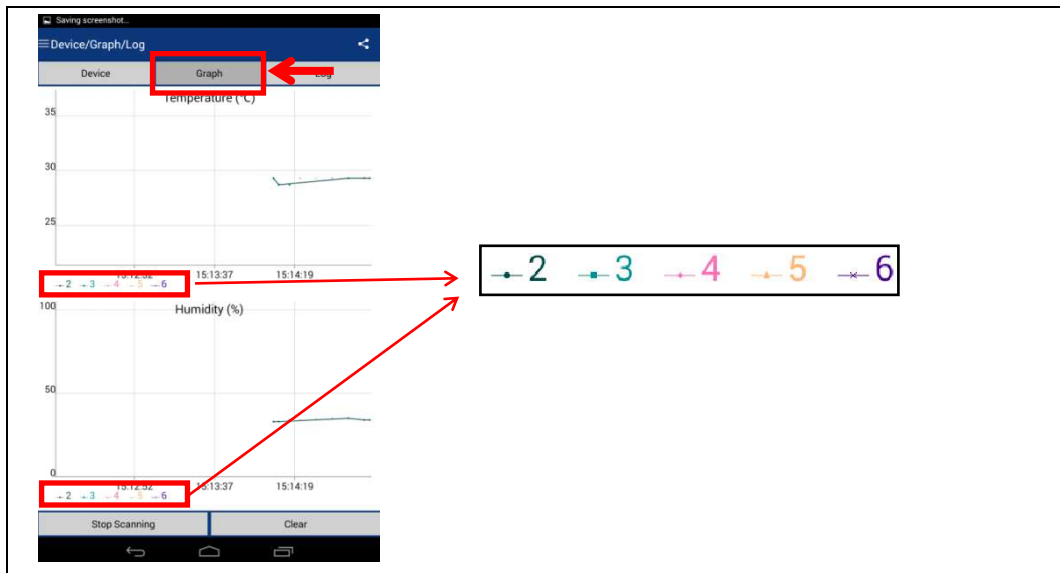 Saving screenshot...
Device/Graph/Log
Device Graph Log
Temperature (°C)
35
30
25
15:12:52 15:13:37 15:14:19
2 3 4 5 6
2 3 4 5 6
100 Humidity (%)
50
0
15:12:52 15:13:37 15:14:19
2 3 4 5 6
Stop Scanning Clear